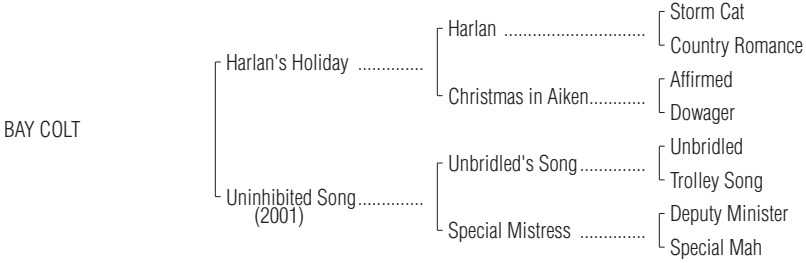 Storm Cat
Harlan ..............................
Country Romance
Harlan's Holiday ..............
Affirmed
Christmas in Aiken............
Dowager
BAY COLT
Unbridled
Unbridled's Song..............
Trolley Song
Uninhibited Song..............
(2001)
Deputy Minister
Special Mistress ..............
Special Mah